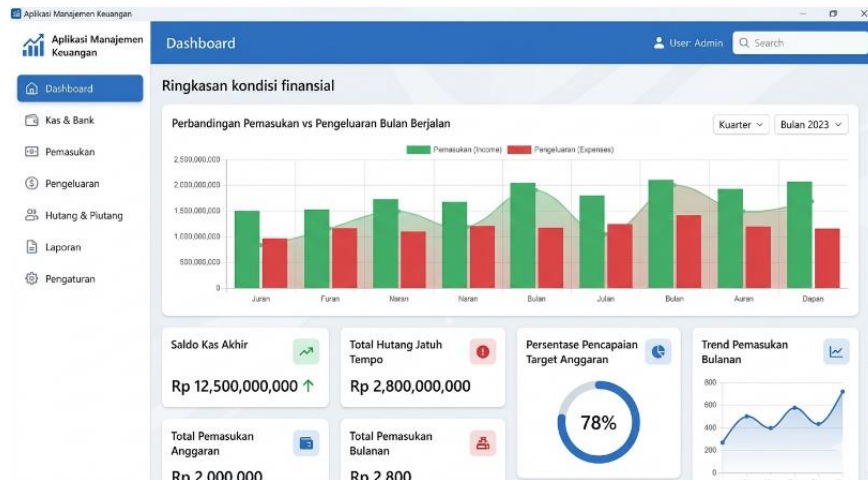 Aplikasi Manajemen Keuangan
Aplikasi Manajemen
Keuangan
Dashboard
User: Admin
Search
Dashboard
Kas & Bank
Pemasukan
Pengeluaran
Hutang & Piutang
Laporan
Pengaturan
Ringkasan kondisi finansial
Perbandingan Pemasukan vs Pengeluaran Bulan Berjalan
Kuarter
Bulan 2023
Pemasukan (Income) Pengeluaran (Expenses)
2.500,000,000
2.000,000,000
1.500,000,000
1.000,000,000
500.000,000
0
Juran Furan Naran Naran Bulan Julan Bulan Auran Dapan
Saldo Kas Akhir
Rp 12,500,000,000
Total Hutang Jatuh
Tempo
Rp 2,800,000,000
Persentase Pencapaian
Target Anggaran
78%
Trend Pemasukan
Bulanan
800
600
400
200
0
Total Pemasukan
Anggaran
Rp 2.000.000
Total Pemasukan
Bulanan
Rp 2.800